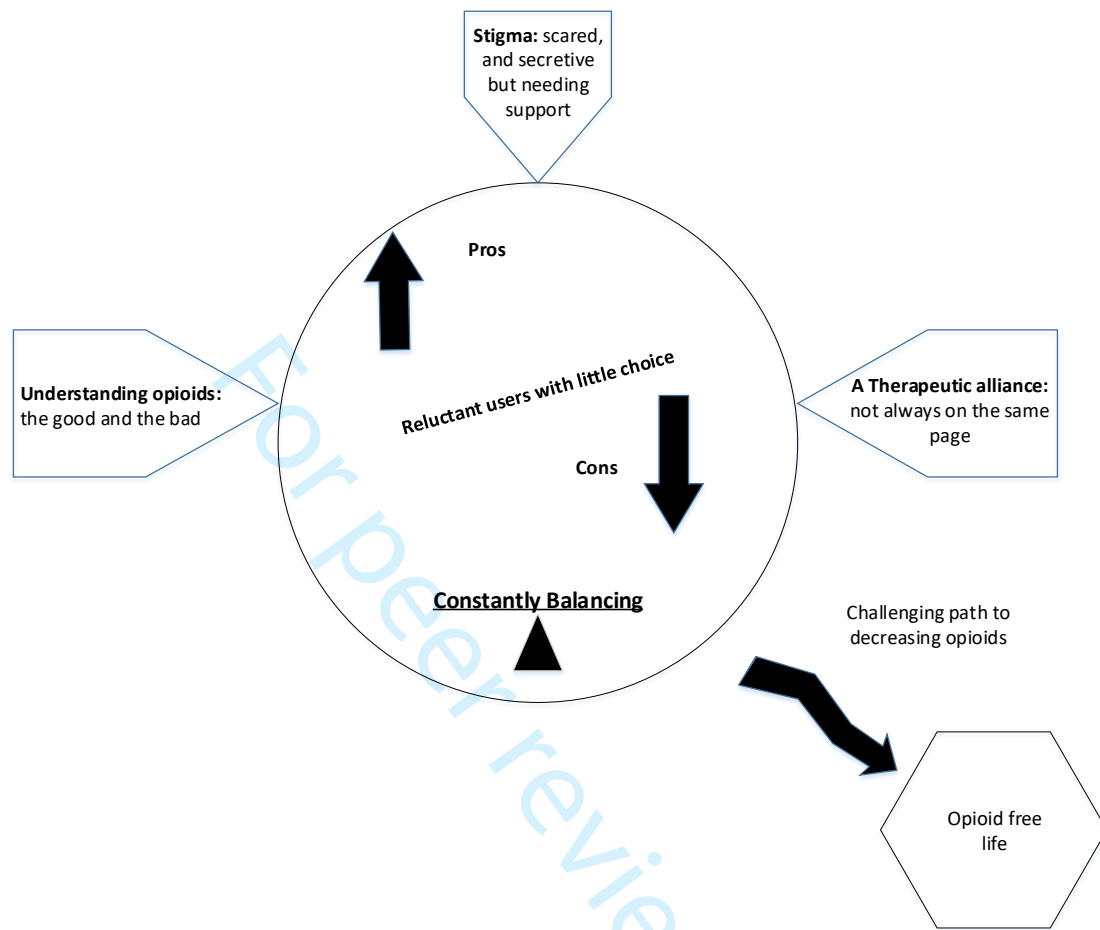 Stigma: scared,
and secretive
but needing
support
Pros
Understanding opioids:
the good and the bad
Reluctant users with little choice
A Therapeutic alliance:
not always on the same
page
Cons
Constantly Balancing
Challenging path to
decreasing opioids
Opioid free
life
For peer revie